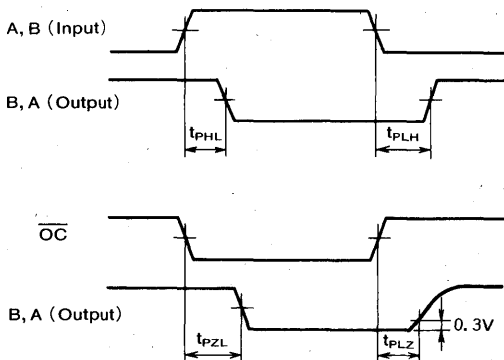 A, B (Input)
B, A (Output)
tPHL
tPLH
OC
B, A (Output)
tPZL
tPLZ
0.3V